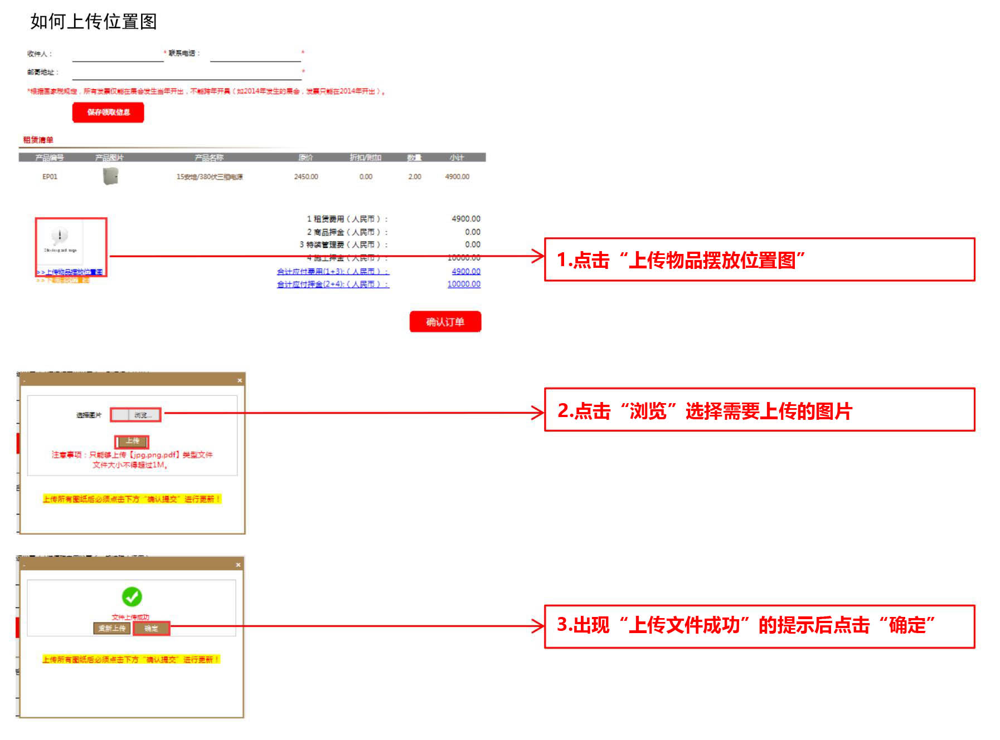 如何上传位置图
收件人：
* 联系电话：
*
邮寄地址：
*
*根据国家税规定，所有发票仅能在展会发生当年开出，不能跨年开具（如2014年发生的展会，发票只能在2014年开出）。
保存领取信息
租赁清单
产品编号 产品图片 产品名称 原价 折扣/附加 数量 小计
EP01 15安培/380伏三相电源 2450.00 0.00 2.00 4900.00
1 租赁费用（人民币）： 4900.00
2 商品押金（人民币）： 0.00
3 特装管理费（人民币）： 0.00
4 施工押金（人民币）： 10000.00
合计应付费用(1+3):（人民币）： 4900.00
合计应付押金(2+4):（人民币）： 10000.00
>>上传物品摆放位置图
确认订单
1.点击“上传物品摆放位置图”
选择图片 浏览...
上传
注意事项：只能够上传【jpg,png,pdf】类型文件
文件大小不得超过1M。
上传所有图纸后必须点击下方“确认提交”进行更新！
2.点击“浏览”选择需要上传的图片
文件上传成功
重新上传 确定
上传所有图纸后必须点击下方“确认提交”进行更新！
3.出现“上传文件成功”的提示后点击“确定”